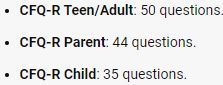 • CFQ-R Teen/Adult: 50 questions.
• CFQ-R Parent: 44 questions.
• CFQ-R Child: 35 questions.